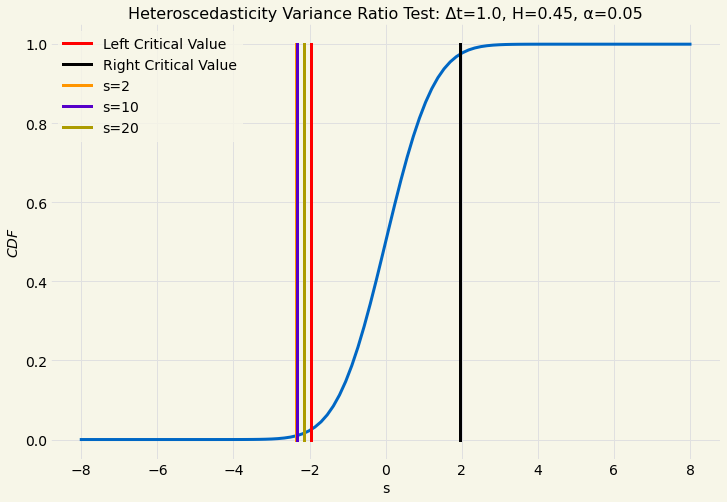 Heteroscedasticity Variance Ratio Test: Δt=1.0, H=0.45, α=0.05
Left Critical Value
Right Critical Value
s=2
s=10
s=20
1.0
0.8
0.6
0.4
0.2
0.0
CDF
−8 −6 −4 −2 0 2 4 6 8
s